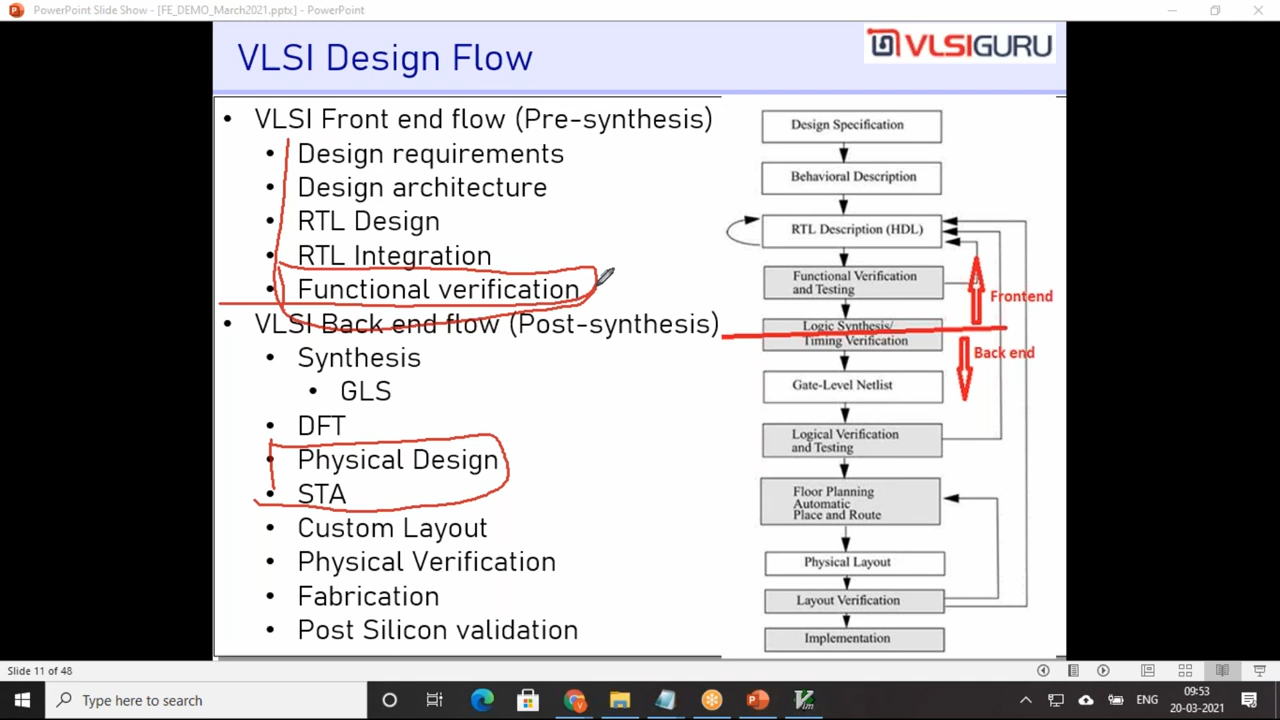 PowerPoint Slide Show - [FE_DEMO_March2021.pptx] - PowerPoint
VLSI Design Flow
VLSIGURU
• VLSI Front end flow (Pre-synthesis)
• Design requirements
• Design architecture
• RTL Design
• RTL Integration
• Functional verification
• VLSI Back end flow (Post-synthesis)
• Synthesis
• GLS
• DFT
• Physical Design
• STA
• Custom Layout
• Physical Verification
• Fabrication
• Post Silicon validation
Design Specification
Behavioral Description
RTL Description (HDL)
Functional Verification
and Testing
Frontend
Logic Synthesis/
Timing Verification
Back end
Gate-Level Netlist
Logical Verification
and Testing
Floor Planning
Automatic
Place and Route
Physical Layout
Layout Verification
Implementation
Slide 11 of 48
Type here to search
ENG
09:53
20-03-2021